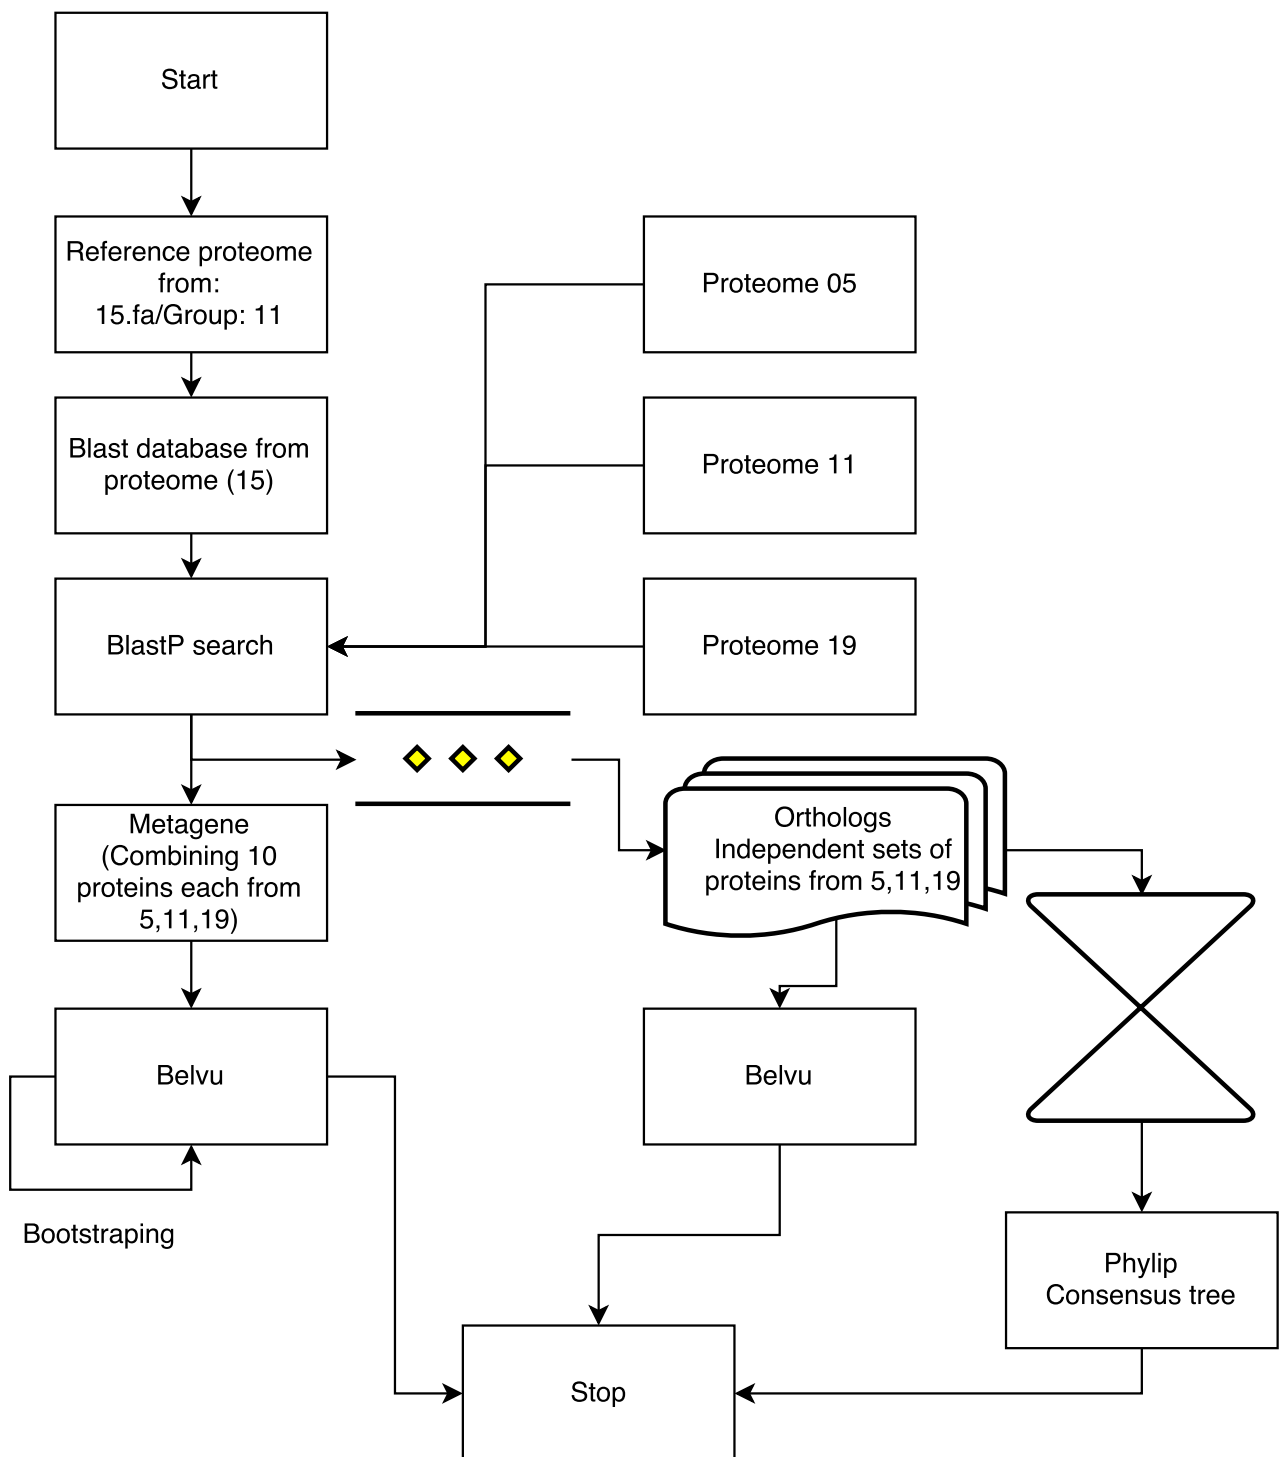 Start
Reference proteome
from:
15.fa/Group: 11
Proteome 05
Blast database from
proteome (15)
Proteome 11
BlastP search
Proteome 19
Metagene
(Combining 10
proteins each from
5,11,19)
Orthologs
Independent sets of
proteins from 5,11,19
Belvu
Belvu
Bootstraping
Phylip
Consensus tree
Stop